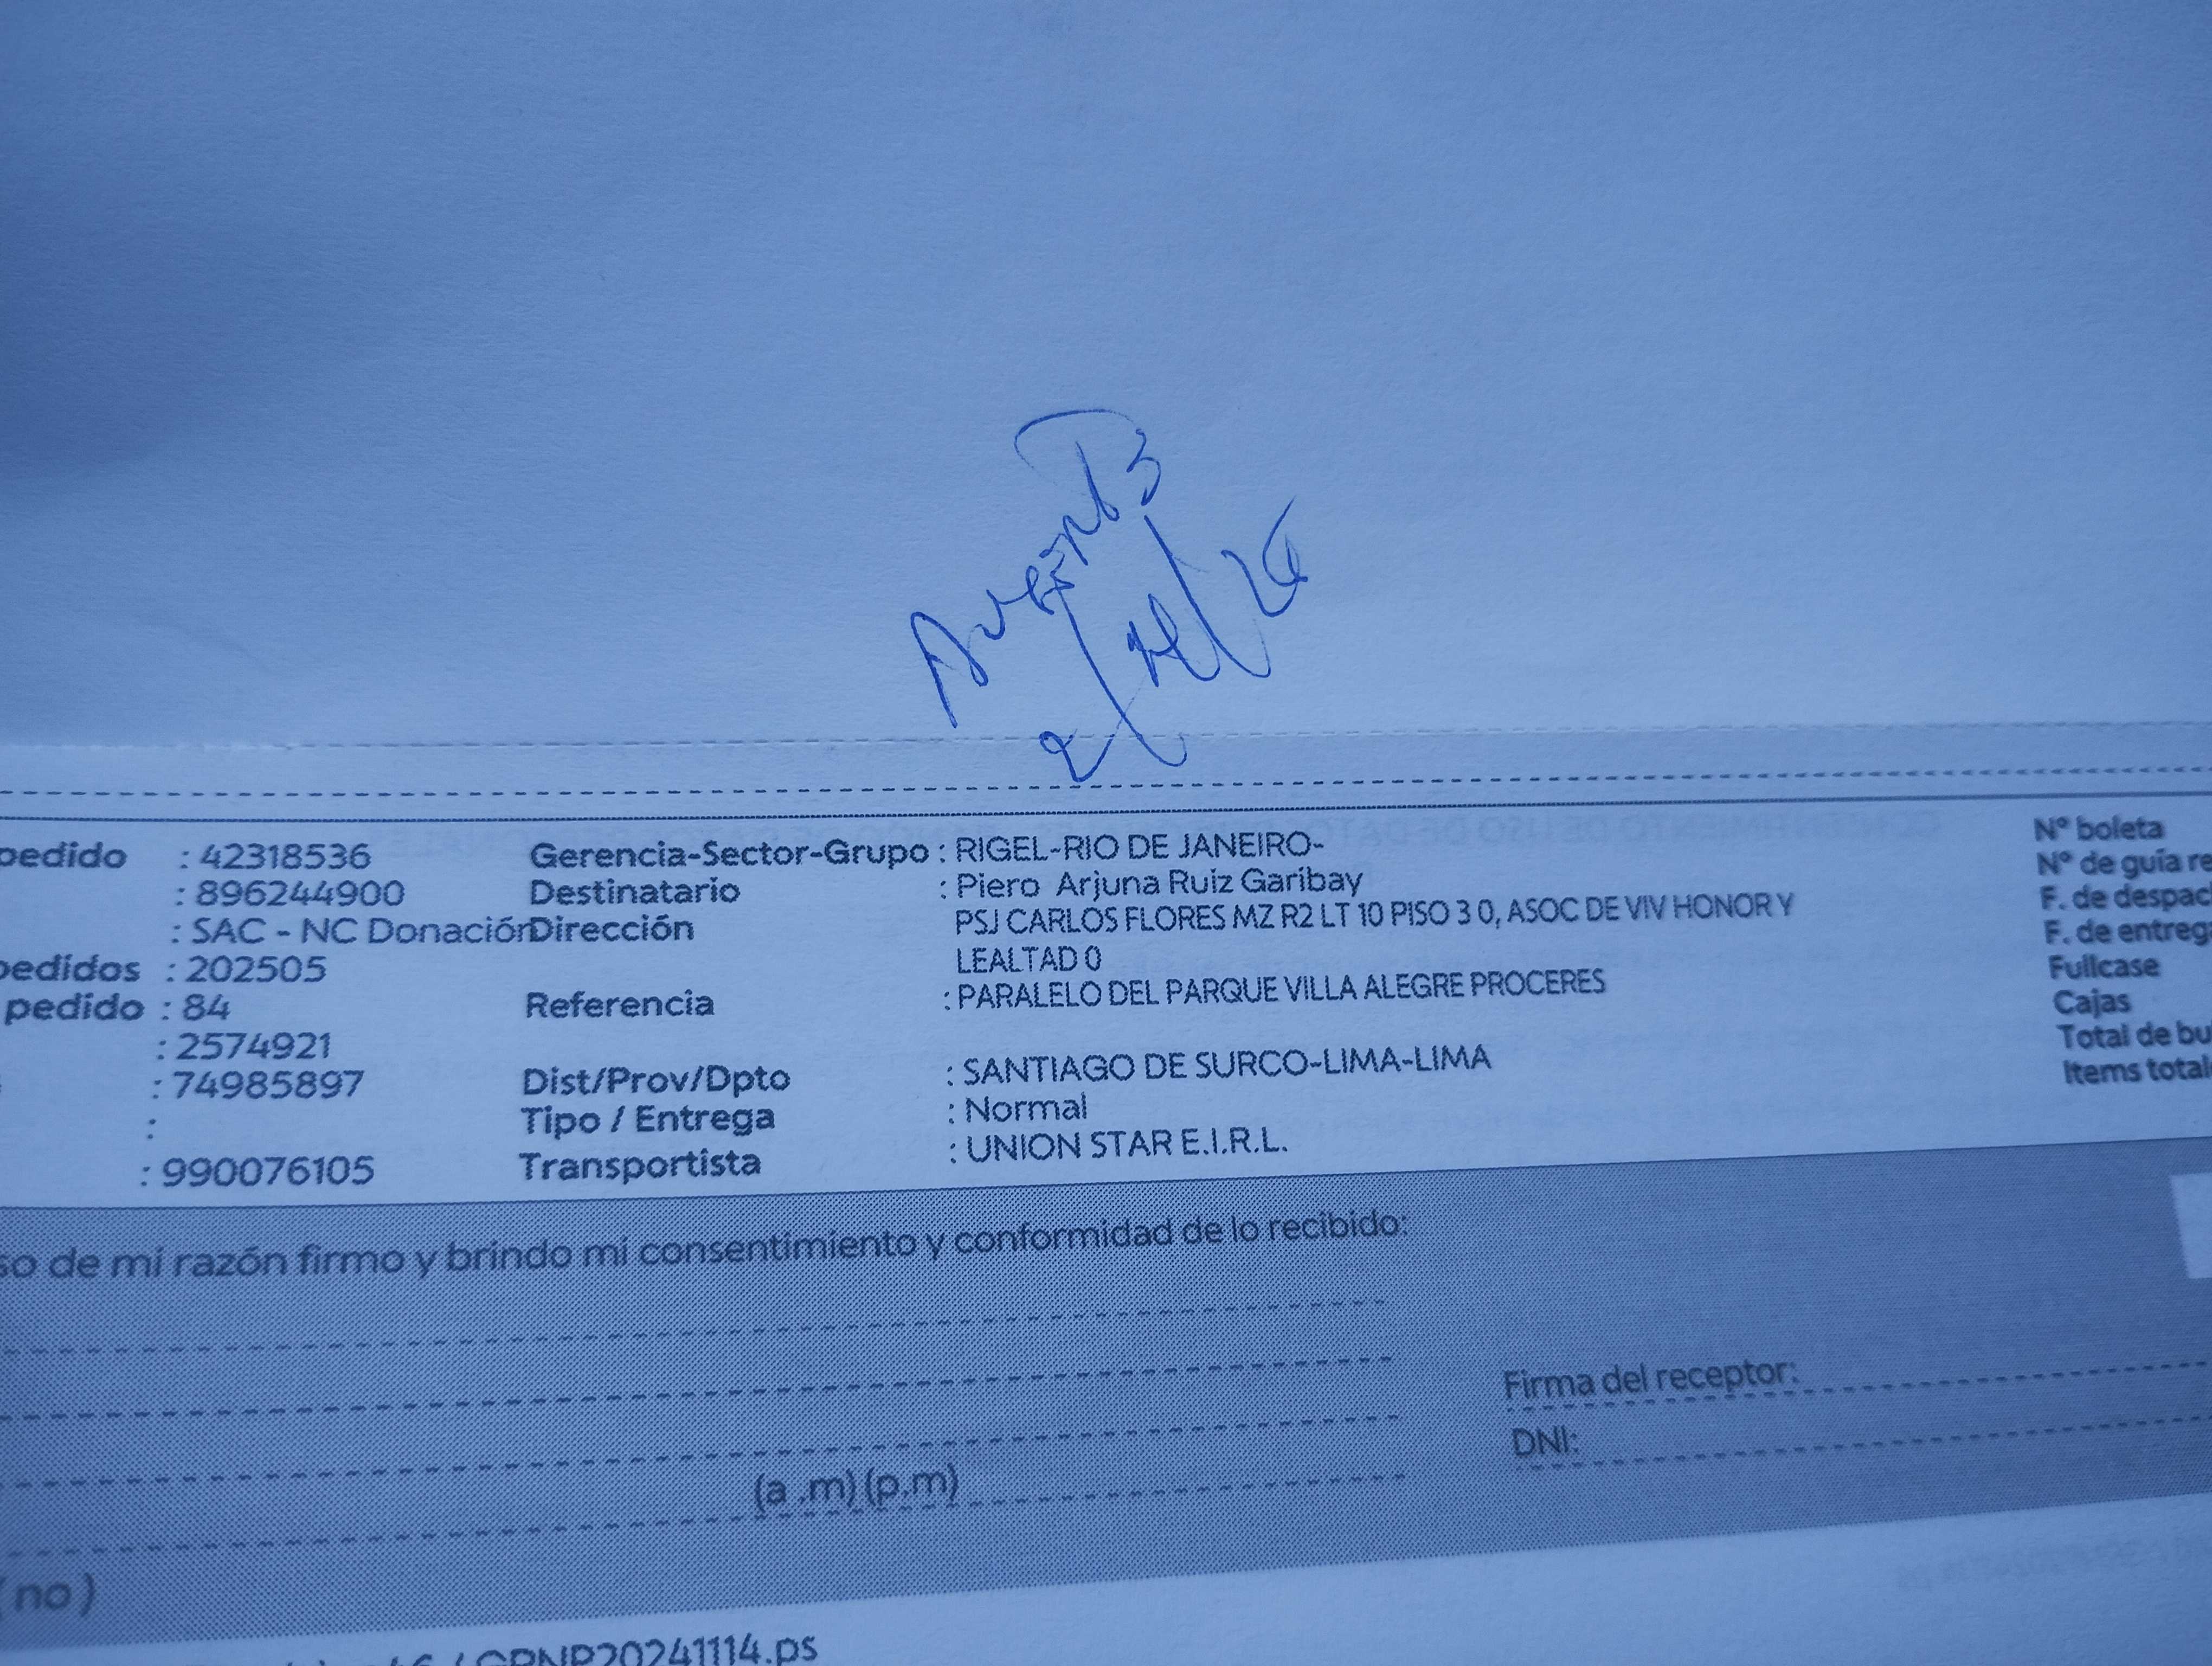 pedido : 42318536 Gerencia-Sector-Grupo : RIGEL-RIO DE JANEIRO- Nº boleta
: 896244900 Destinatario : Piero Arjuna Ruiz Garibay Nº de guía re
: SAC - NC Donación Dirección PSJ CARLOS FLORES MZ R2 LT 10 PISO 3 0, ASOC DE VIV HONOR Y F. de despac
LEALTAD 0 F. de entrega
pedidos : 202505 Fullcase
pedido : 84 Referencia : PARALELO DEL PARQUE VILLA ALEGRE PROCERES Cajas
: 2574921 Total de bu
: 74985897 Dist/Prov/Dpto : SANTIAGO DE SURCO-LIMA-LIMA Items total
: Tipo / Entrega : Normal
: 990076105 Transportista : UNION STAR E.I.R.L.
so de mi razón firmo y brindo mi consentimiento y conformidad de lo recibido:
Firma del receptor:
DNI:
(a .m) (p.m)
(no)
GRNP20241114.ps